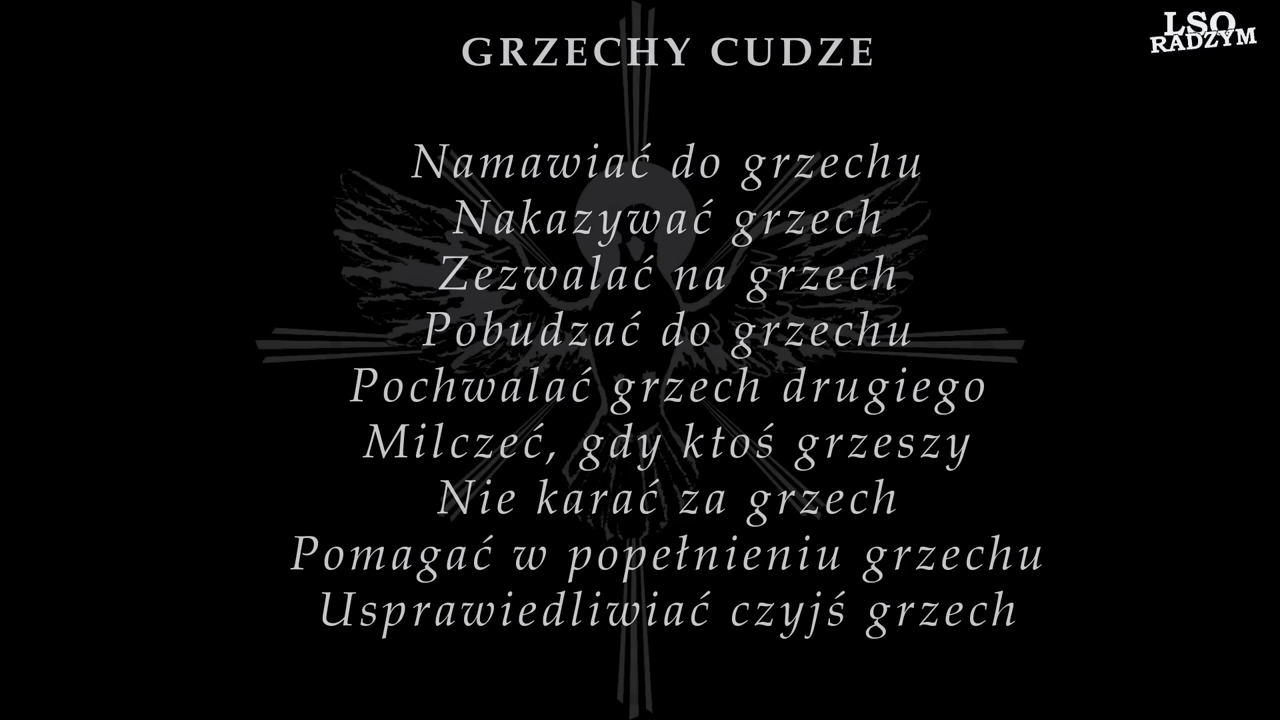 LSO
RADZYM
GRZECHY CUDZE
Namawiać do grzechu
Nakazywać grzech
Zezwalać na grzech
Pobudzać do grzechu
Pochwalać grzech drugiego
Milczeć, gdy ktoś grzeszy
Nie karać za grzech
Pomagać w popełnieniu grzechu
Usprawiedliwiać czyjś grzech